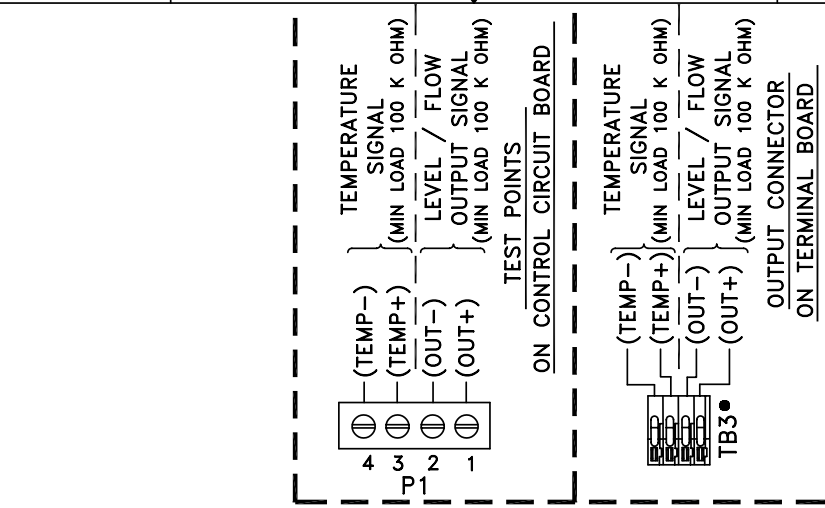 TEMPERATURE
SIGNAL
(MIN LOAD 100 K OHM)
LEVEL / FLOW
OUTPUT SIGNAL
(MIN LOAD 100 K OHM)
TEST POINTS
ON CONTROL CIRCUIT BOARD
(TEMP-)
(TEMP+)
(OUT-)
(OUT+)
4 3 2 1
P1
TEMPERATURE
SIGNAL
(MIN LOAD 100 K OHM)
LEVEL / FLOW
OUTPUT SIGNAL
(MIN LOAD 100 K OHM)
OUTPUT CONNECTOR
ON TERMINAL BOARD
(TEMP-)
(TEMP+)
(OUT-)
(OUT+)
TB3